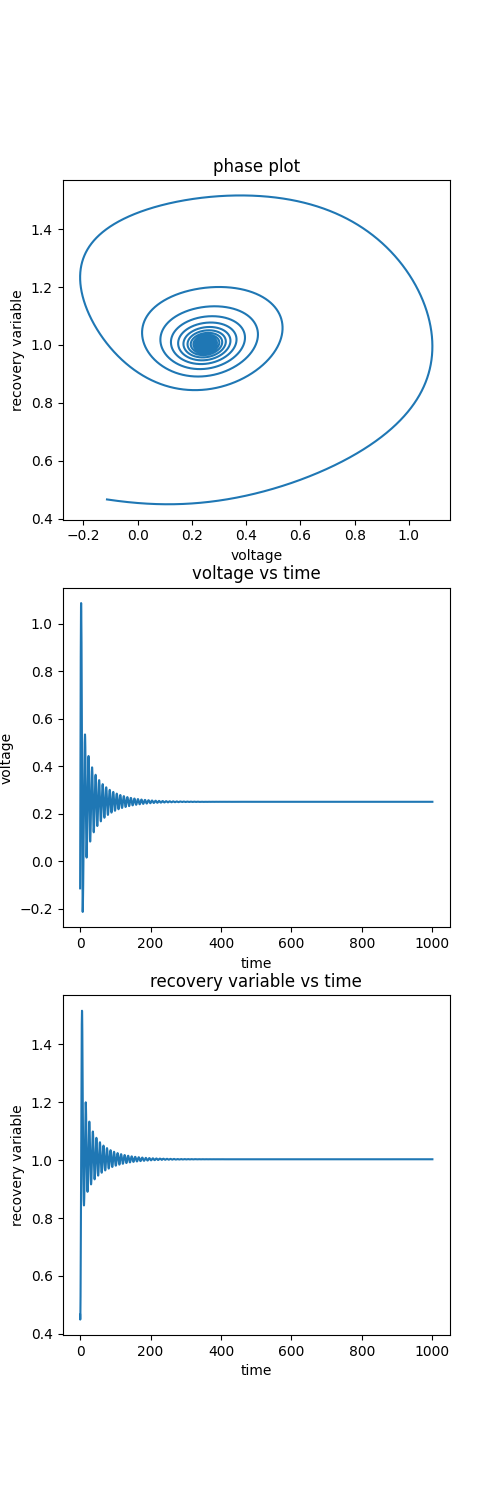 phase plot
1.4
1.2
1.0
0.8
0.6
0.4
recovery variable
−0.2 0.0 0.2 0.4 0.6 0.8 1.0
voltage
voltage vs time
1.0
0.8
0.6
0.4
0.2
0.0
−0.2
voltage
0 200 400 600 800 1000
time
recovery variable vs time
1.4
1.2
1.0
0.8
0.6
0.4
recovery variable
0 200 400 600 800 1000
time